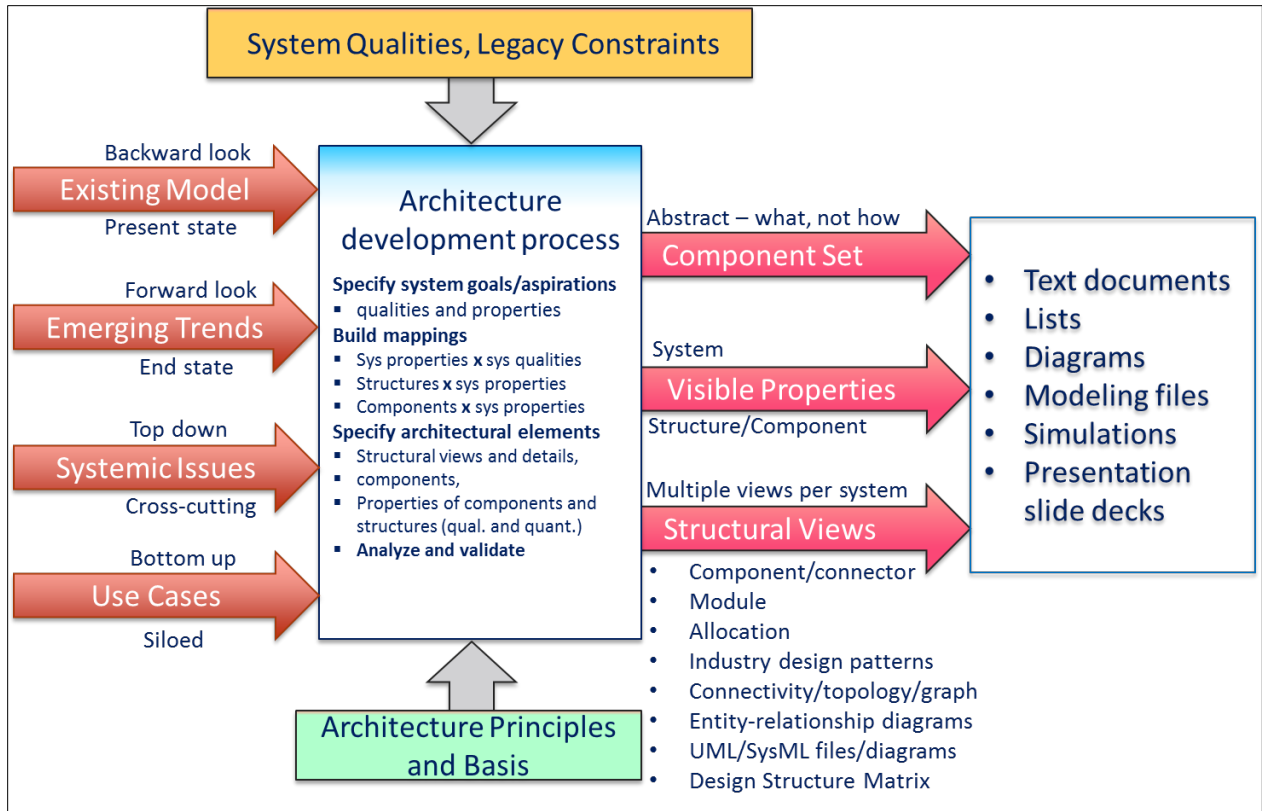 System Qualities, Legacy Constraints
Backward look
Existing Model
Present state
Forward look
Emerging Trends
End state
Top down
Systemic Issues
Cross-cutting
Bottom up
Use Cases
Siloed
Architecture
development process
Specify system goals/aspirations
▪ qualities and properties
Build mappings
▪ Sys properties x sys qualities
▪ Structures x sys properties
▪ Components x sys properties
Specify architectural elements
▪ Structural views and details,
▪ components,
▪ Properties of components and
structures (qual. and quant.)
▪ Analyze and validate
Architecture Principles
and Basis
Abstract – what, not how
Component Set
System
Visible Properties
Structure/Component
Multiple views per system
Structural Views
• Component/connector
• Module
• Allocation
• Industry design patterns
• Connectivity/topology/graph
• Entity-relationship diagrams
• UML/SysML files/diagrams
• Design Structure Matrix
• Text documents
• Lists
• Diagrams
• Modeling files
• Simulations
• Presentation
slide decks